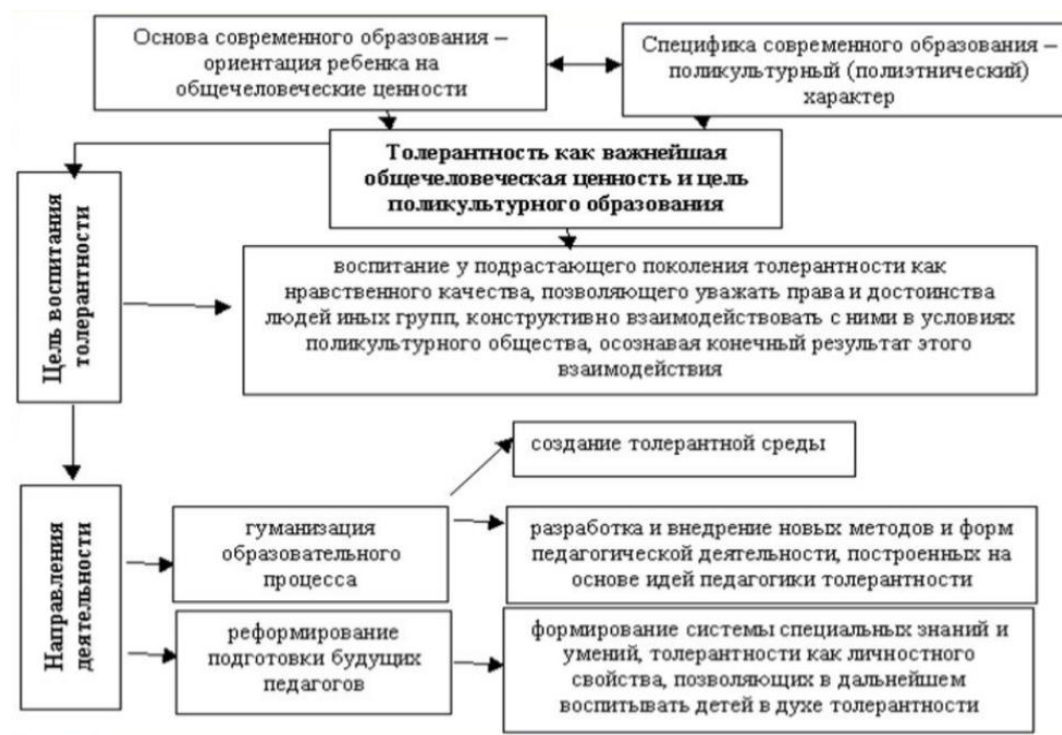 Основа современного образования –
ориентация ребенка на
общечеловеческие ценности
Специфика современного образования –
поликультурный (полиэтнический)
характер
Толерантность как важнейшая
общечеловеческая ценность и цель
поликультурного образования
Цель воспитания
толерантности
воспитание у подрастающего поколения толерантности как
нравственного качества, позволяющего уважать права и достоинства
людей иных групп, конструктивно взаимодействовать с ними в условиях
поликультурного общества, осознавая конечный результат этого
взаимодействия
создание толерантной среды
Направления
деятельности
гуманизация
образовательного
процесса
разработка и внедрение новых методов и форм
педагогической деятельности, построенных на
основе идей педагогики толерантности
реформирование
подготовки будущих
педагогов
формирование системы специальных знаний и
умений, толерантности как личностного
свойства, позволяющих в дальнейшем
воспитывать детей в духе толерантности